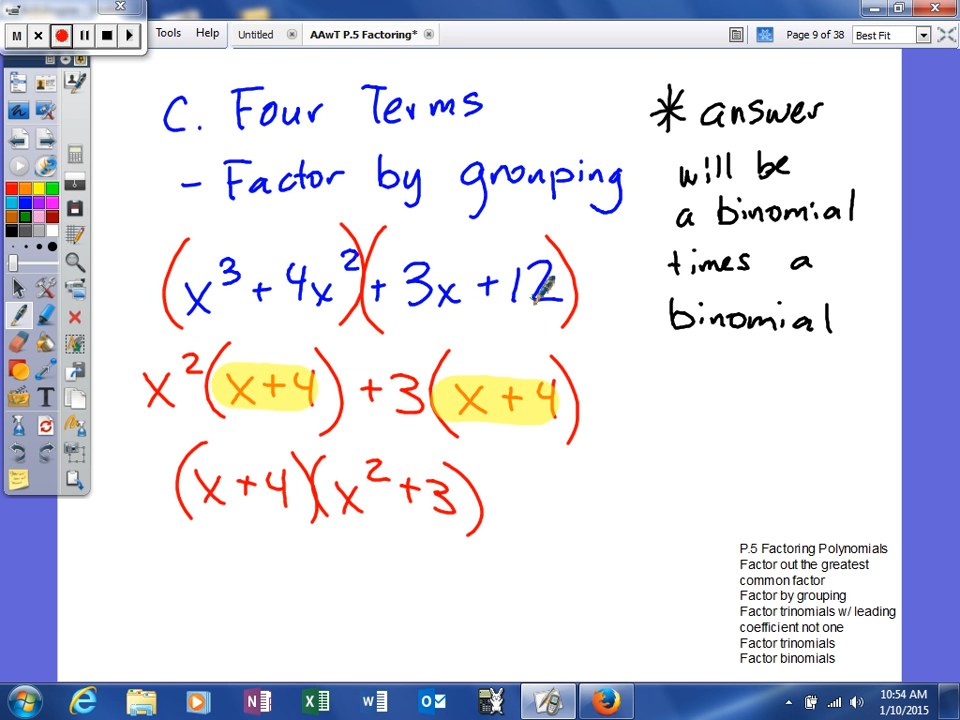 M
Tools Help Untitled AAwT P.5 Factoring* Page 9 of 38 Best Fit
C. Four Terms
- Factor by grouping
(x³ + 4x²)(+ 3x + 12)
x²(x+4) + 3(x + 4)
(x+4)(x² + 3)
* answer
will be
a binomial
times a
binomial
P.5 Factoring Polynomials
Factor out the greatest
common factor
Factor by grouping
Factor trinomials w/ leading
coefficient not one
Factor trinomials
Factor binomials
10:54 AM
1/10/2015